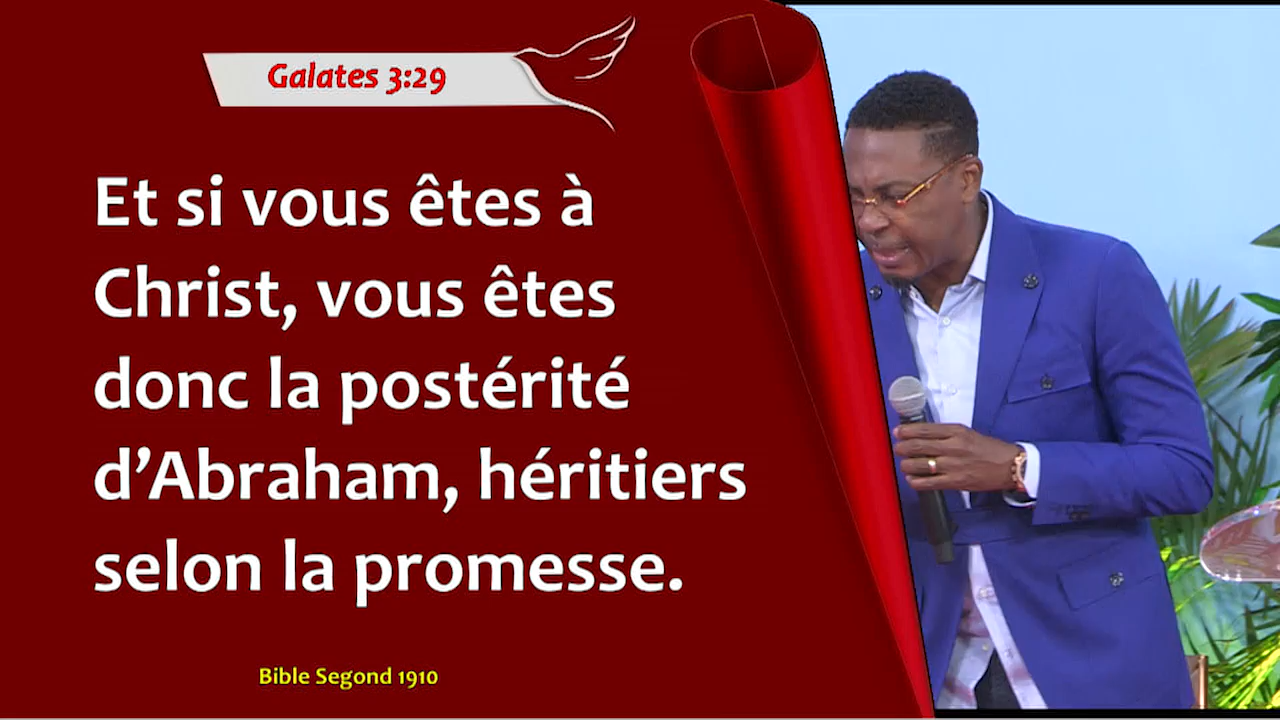 Galates 3:29
Et si vous êtes à
Christ, vous êtes
donc la postérité
d’Abraham, héritiers
selon la promesse.
Bible Segond 1910